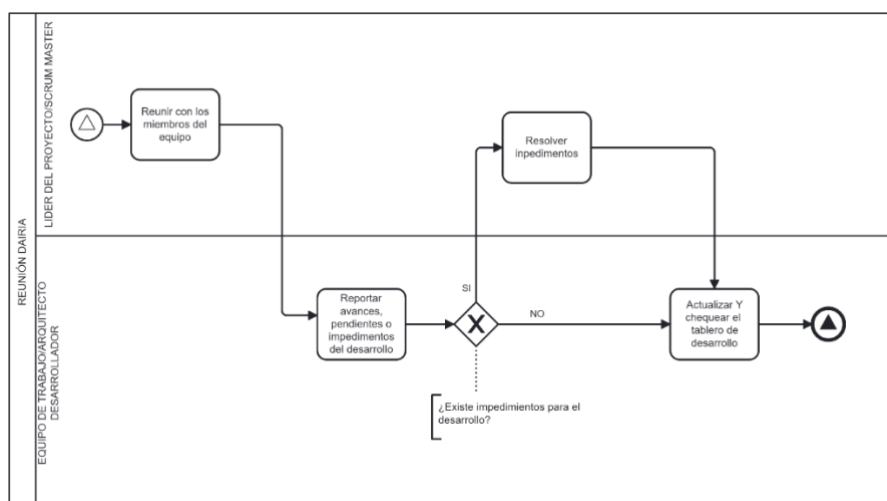 REUNIÓN DAIRIA
LIDER DEL PROYECTO/SCRUM MASTER
Reunir con los
miembros del
equipo
Resolver
inpedimentos
EQUIPO DE TRABAJO/ARQUITECTO
DESARROLLADOR
Reportar
avances,
pendientes o
impedimentos
del desarrollo
SI
NO
Actualizar Y
chequear el
tablero de
desarrollo
¿Existe impedimentos para el
desarrollo?